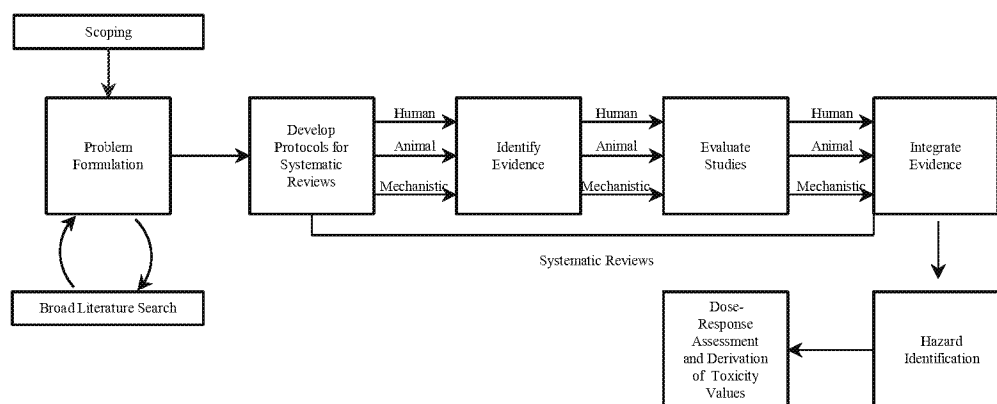 Scoping
Problem
Formulation
Broad Literature Search
Develop
Protocols for
Systematic
Reviews
Human
Animal
Mechanistic
Identify
Evidence
Human
Animal
Mechanistic
Evaluate
Studies
Human
Animal
Mechanistic
Integrate
Evidence
Systematic Reviews
Hazard
Identification
Dose-
Response
Assessment
and Derivation
of Toxicity
Values